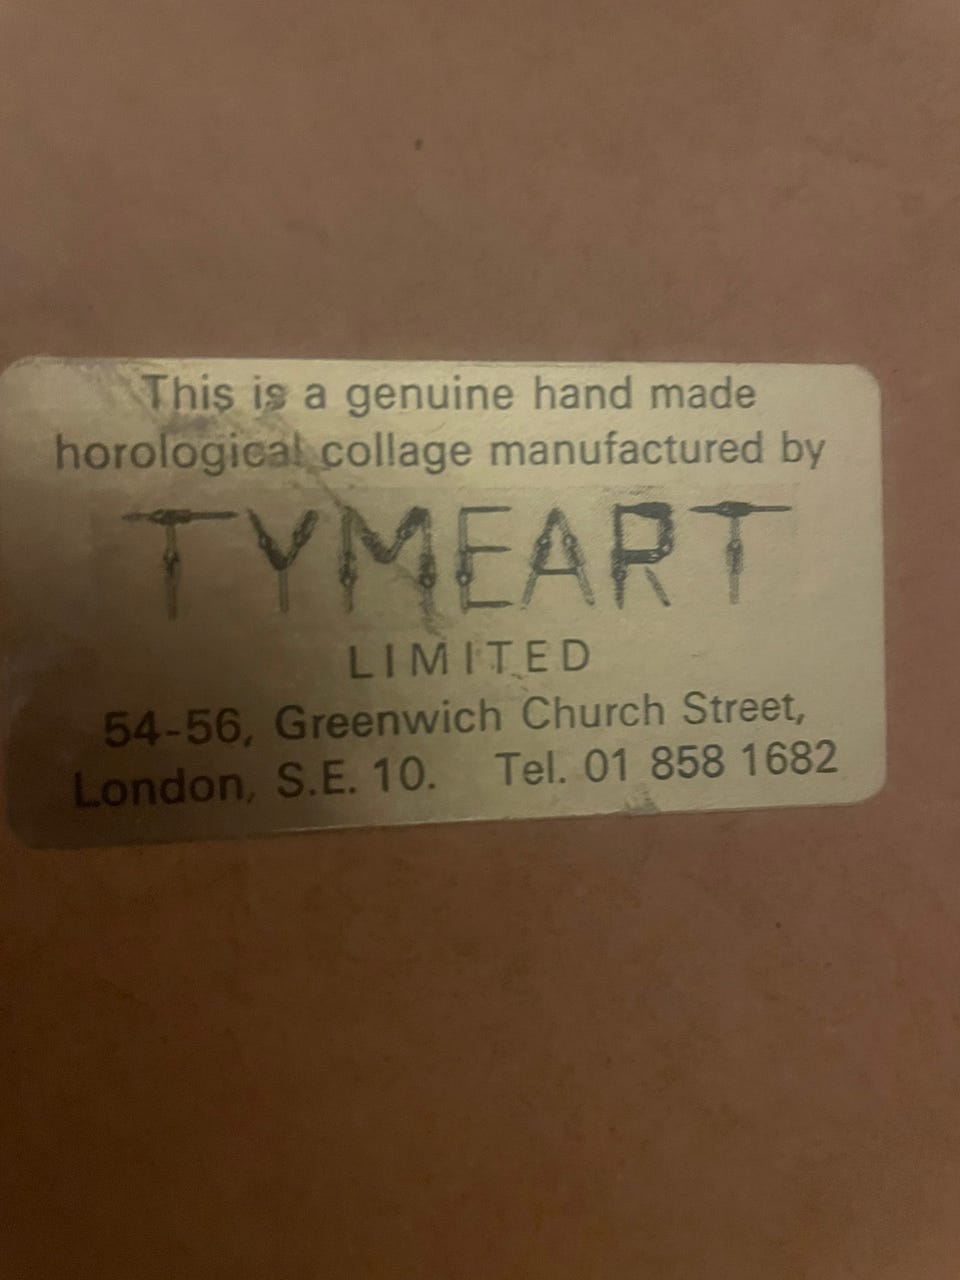 This is a genuine hand made
horological collage manufactured by
TYMEART
LIMITED
54-56, Greenwich Church Street,
London, S.E. 10. Tel. 01 858 1682